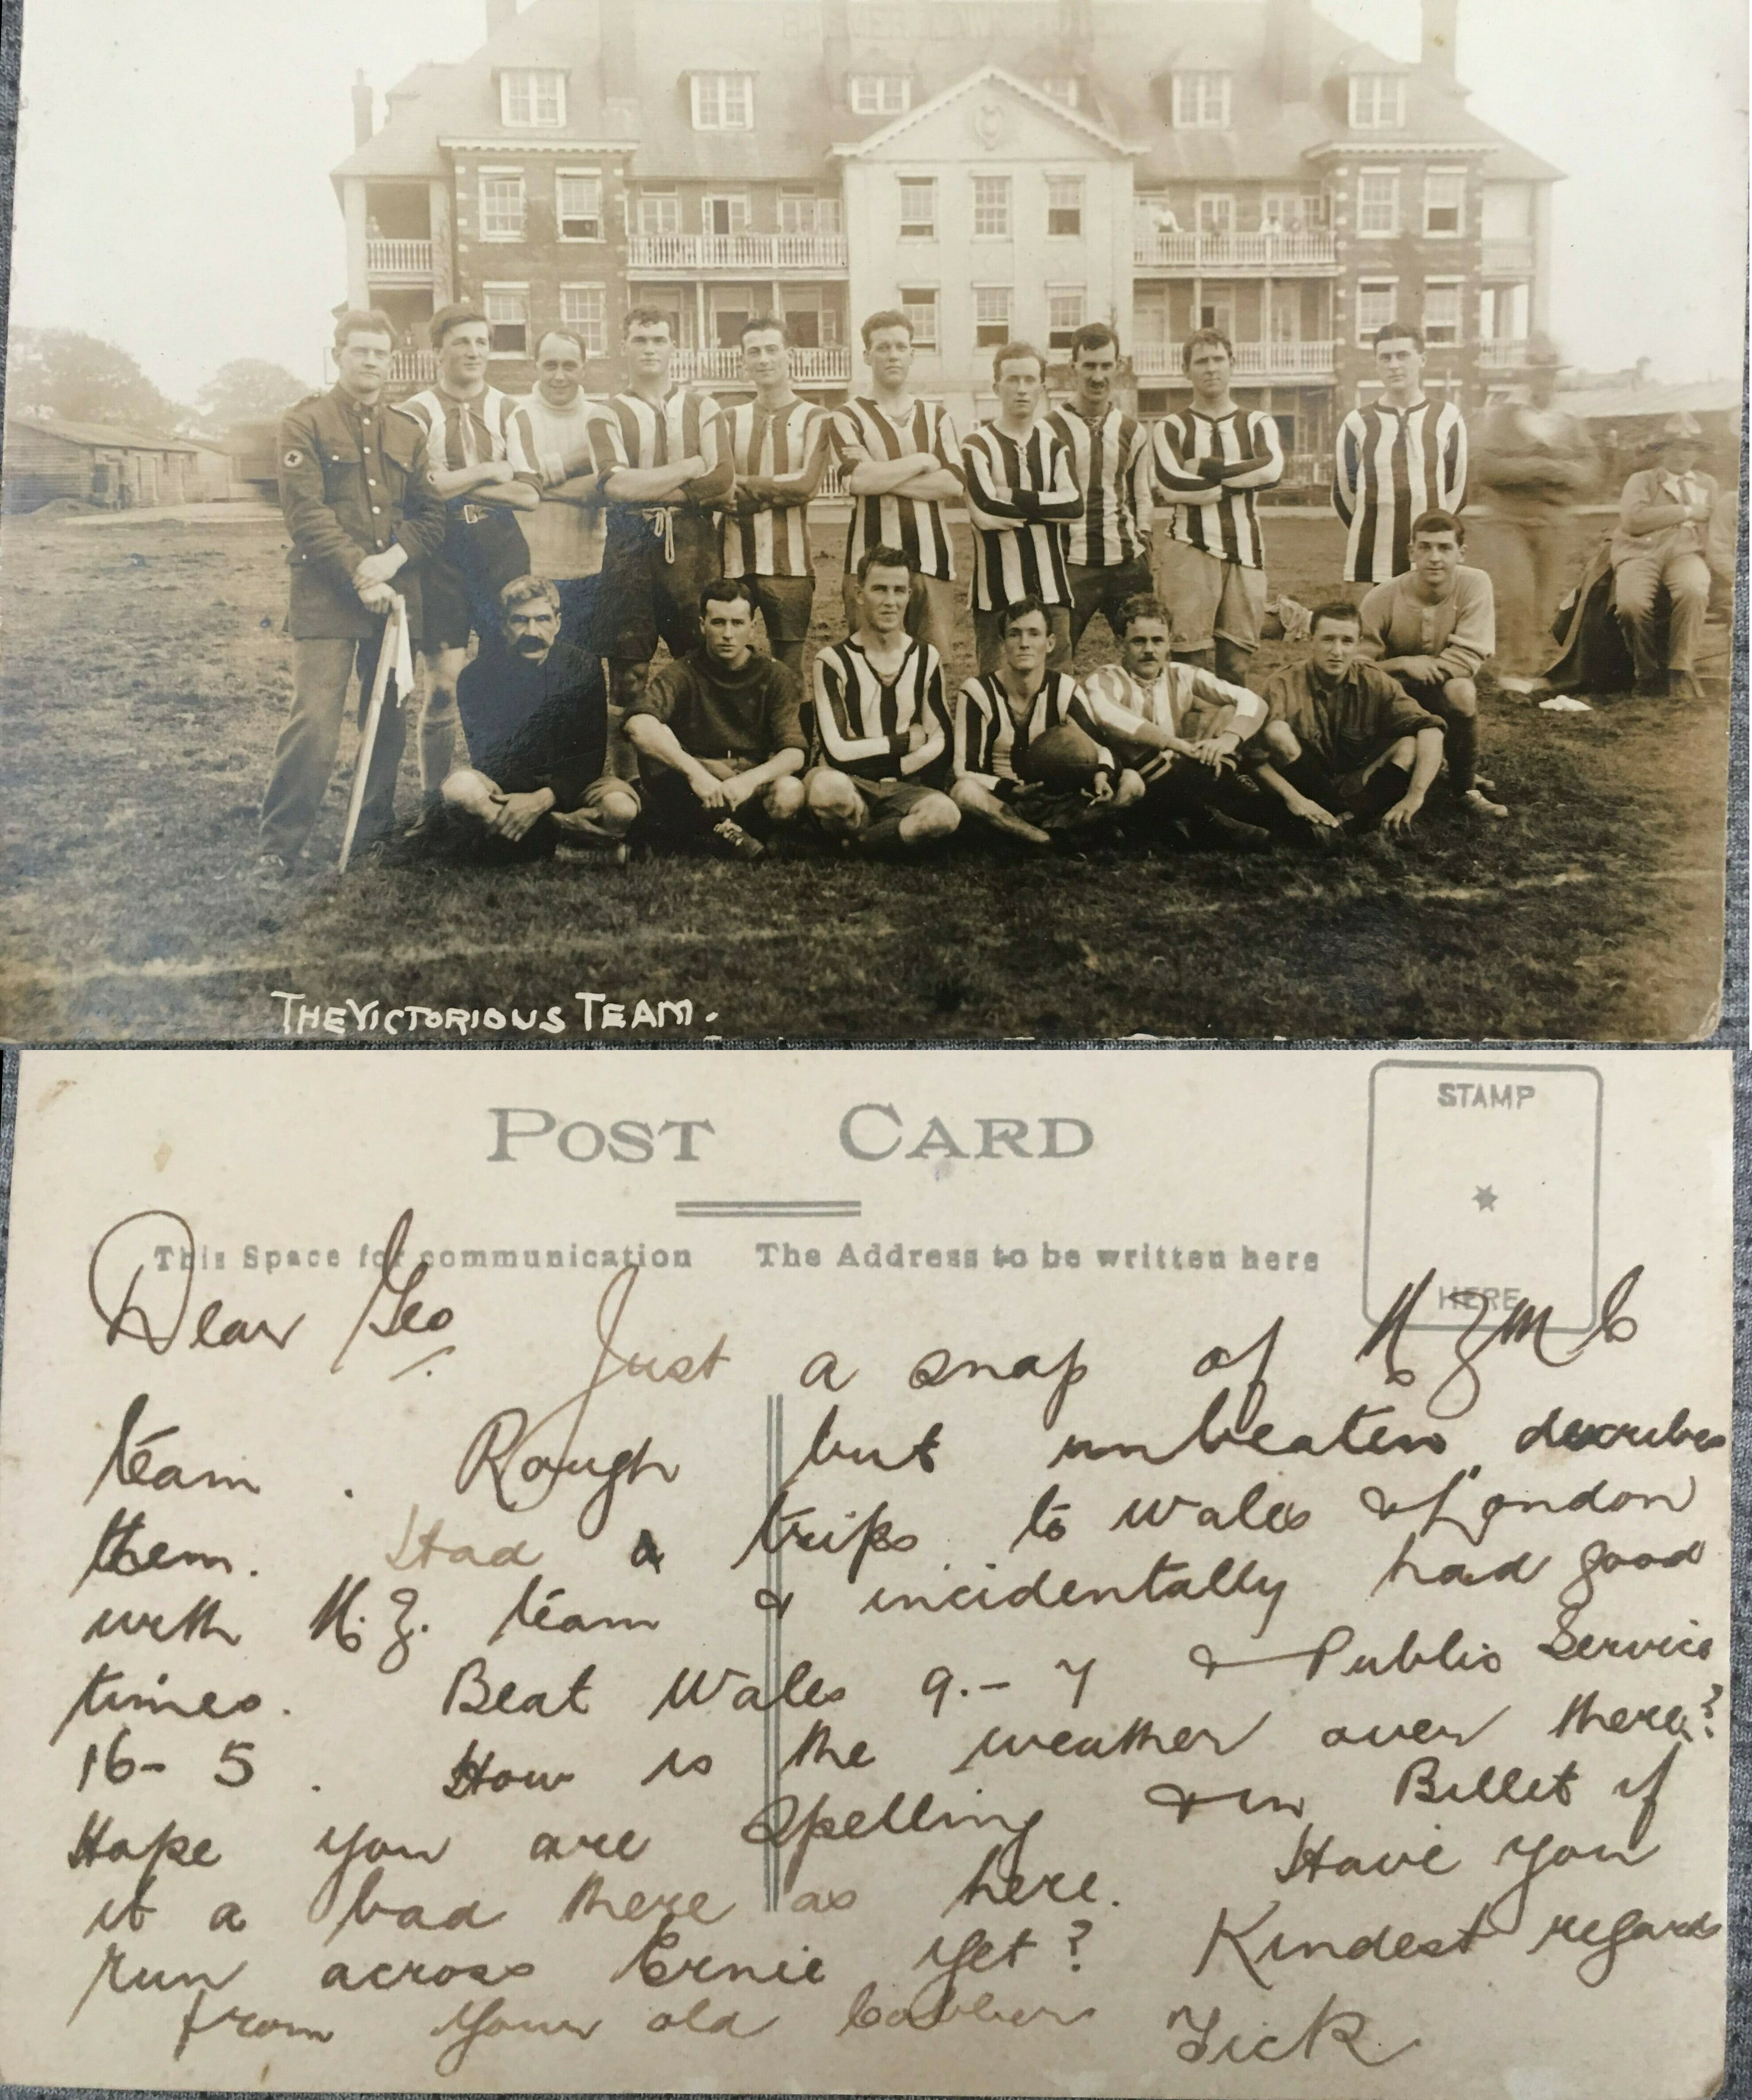 THE VICTORIOUS TEAM.
POST CARD
STAMP
HERE
This Space for communication
The Address to be written here
Dear Geo
Just a snap of N Z M C
team. Rough but unbeaten describes
them. Had a trips to Wales & London
with N.Z. team & incidentally had good
times. Beat Wales 9.-7 & Public Service
16-5. How is the weather over there?
Hope you are spelling & in Billet if
it a bad there as here. Have you
run across Ernie yet? Kindest regards
from your old cobber